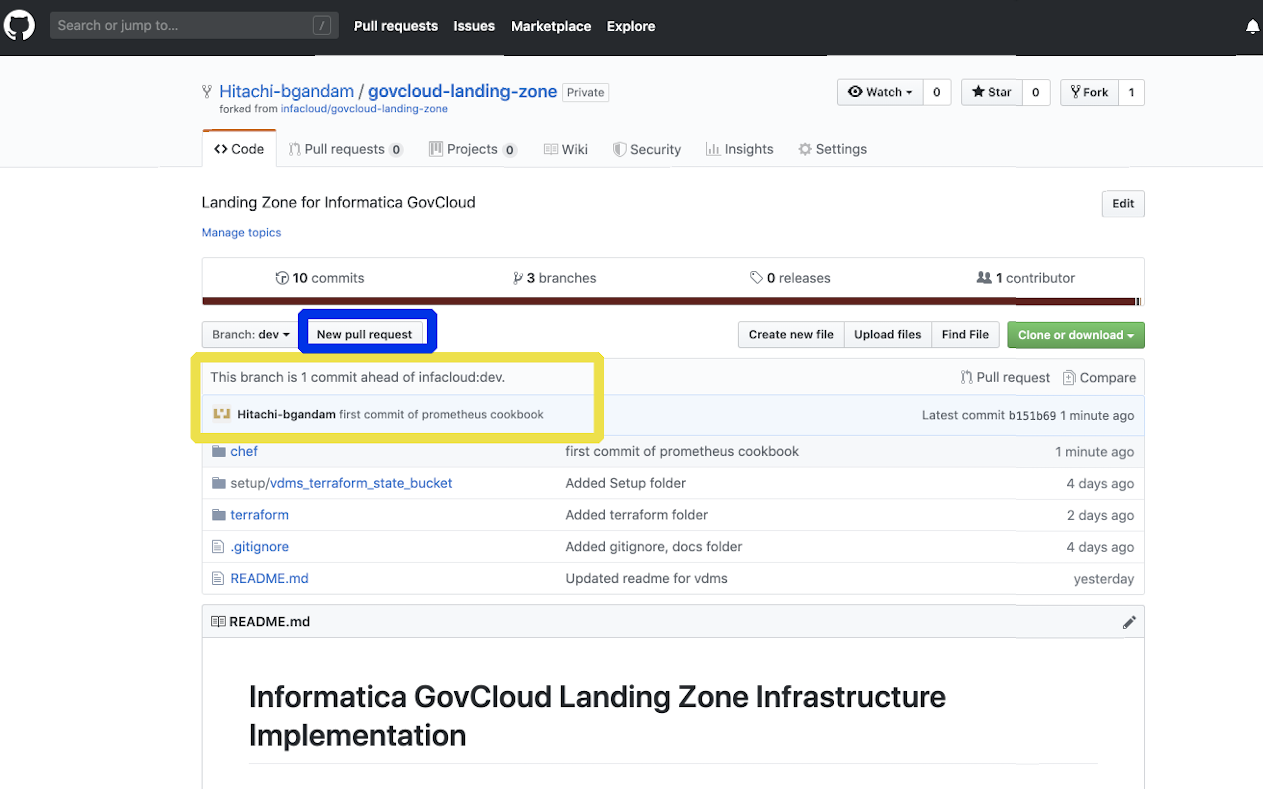 Search or jump to... / Pull requests Issues Marketplace Explore
Hitachi-bgandam / govcloud-landing-zone Private
forked from infacloud/govcloud-landing-zone
Watch 0 Star 0 Fork 1
Code Pull requests 0 Projects 0 Wiki Security Insights Settings
Landing Zone for Informatica GovCloud Edit
Manage topics
10 commits 3 branches 0 releases 1 contributor
Branch: dev New pull request Create new file Upload files Find File Clone or download
This branch is 1 commit ahead of infacloud:dev. Pull request Compare
Hitachi-bgandam first commit of prometheus cookbook Latest commit b151b69 1 minute ago
chef first commit of prometheus cookbook 1 minute ago
setup/vdms_terraform_state_bucket Added Setup folder 4 days ago
terraform Added terraform folder 2 days ago
.gitignore Added gitignore, docs folder 4 days ago
README.md Updated readme for vdms yesterday
README.md
Informatica GovCloud Landing Zone Infrastructure
Implementation